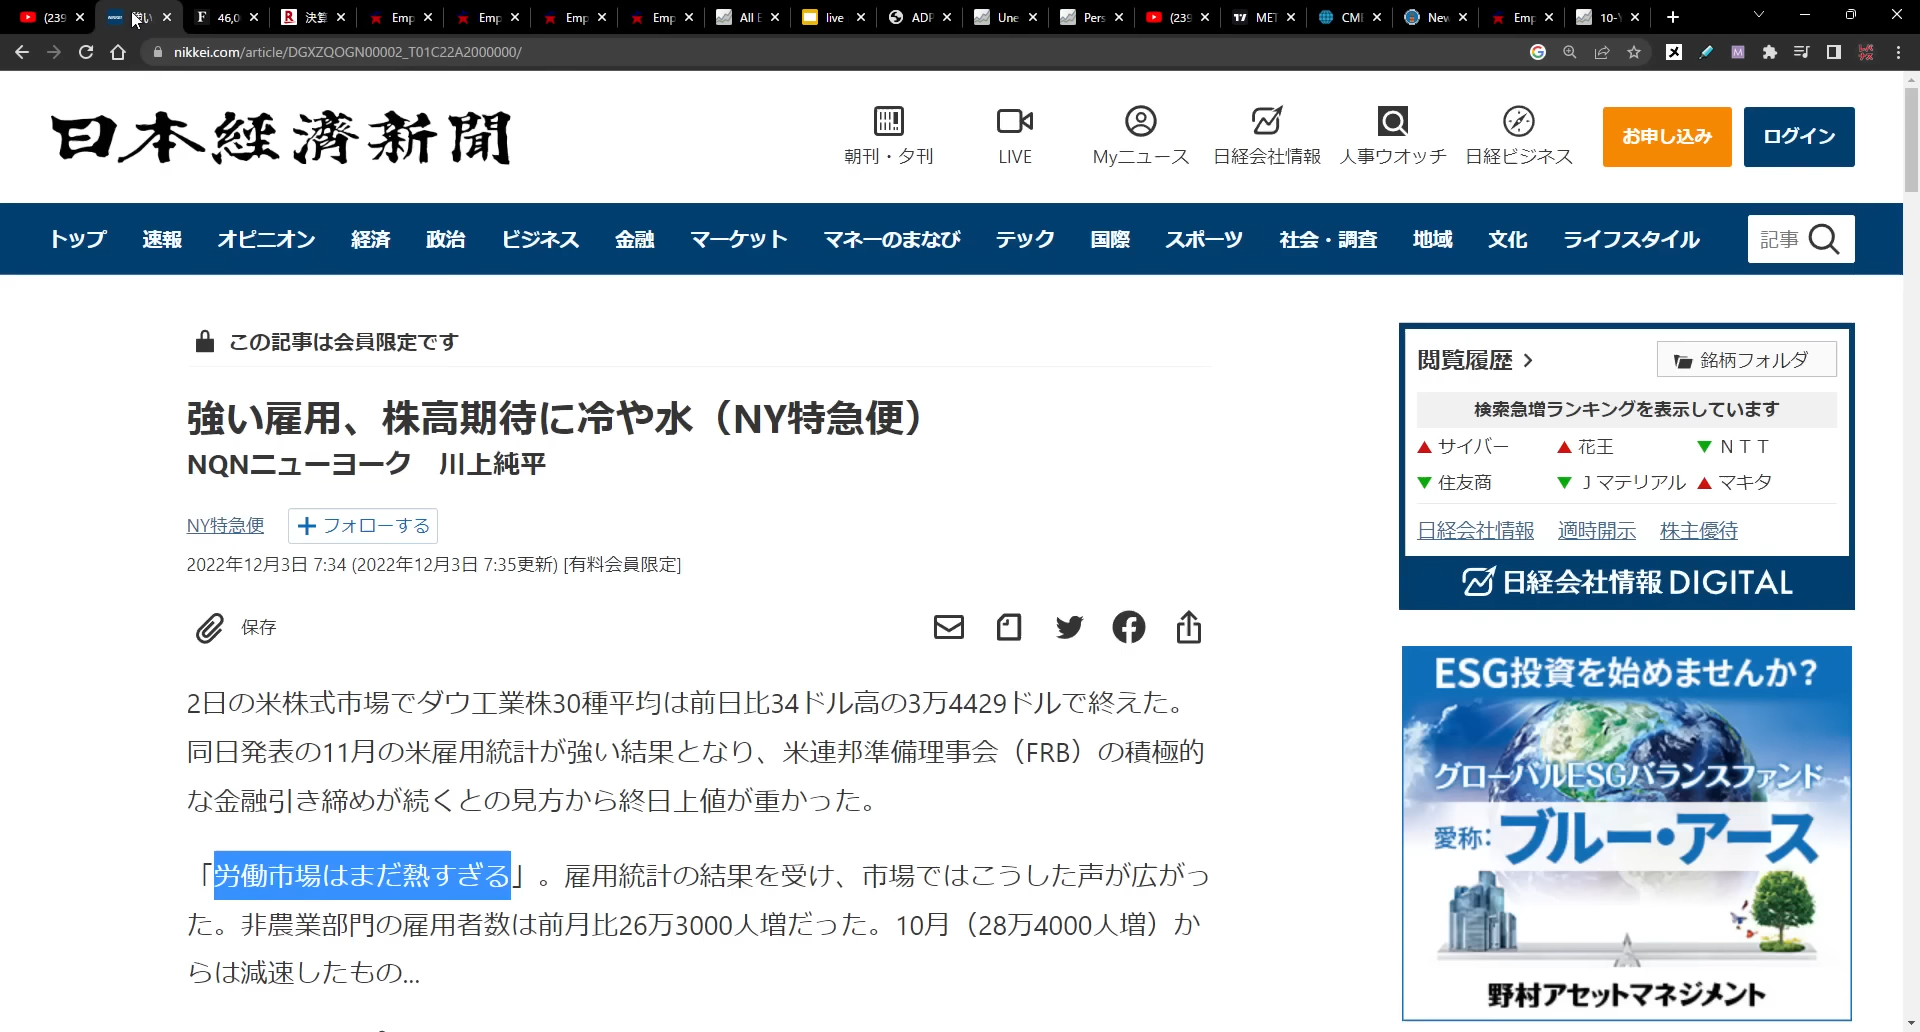 (239
強い
46,0
決算
Emp
Emp
Emp
Emp
All E
live
ADP
Une
Pers
(239
MET
CME
New
Emp
10-Y
nikkei.com/article/DGXZQOGN00002_T01C22A2000000/
日本経済新聞
朝刊・夕刊
LIVE
Myニュース
日経会社情報
人事ウオッチ
日経ビジネス
お申し込み
ログイン
トップ 速報 オピニオン 経済 政治 ビジネス 金融 マーケット マネーのまなび テック 国際 スポーツ 社会・調査 地域 文化 ライフスタイル
記事
この記事は会員限定です
強い雇用、株高期待に冷や水（NY特急便）
NQNニューヨーク　川上純平
NY特急便
フォローする
2022年12月3日 7:34 (2022年12月3日 7:35更新) [有料会員限定]
保存
2日の米株式市場でダウ工業株30種平均は前日比34ドル高の3万4429ドルで終えた。
同日発表の11月の米雇用統計が強い結果となり、米連邦準備理事会（FRB）の積極的
な金融引き締めが続くとの見方から終日上値が重かった。
「労働市場はまだ熱すぎる」。雇用統計の結果を受け、市場ではこうした声が広がっ
た。非農業部門の雇用者数は前月比26万3000人増だった。10月（28万4000人増）か
らは減速したもの...
閲覧履歴
銘柄フォルダ
検索急増ランキングを表示しています
▲サイバー ▲花王 ▼ＮＴＴ
▼住友商 ▼Ｊマテリアル ▲マキタ
日経会社情報 適時開示 株主優待
日経会社情報 DIGITAL
ESG投資を始めませんか？
グローバルESGバランスファンド
愛称:ブルー・アース
野村アセットマネジメント